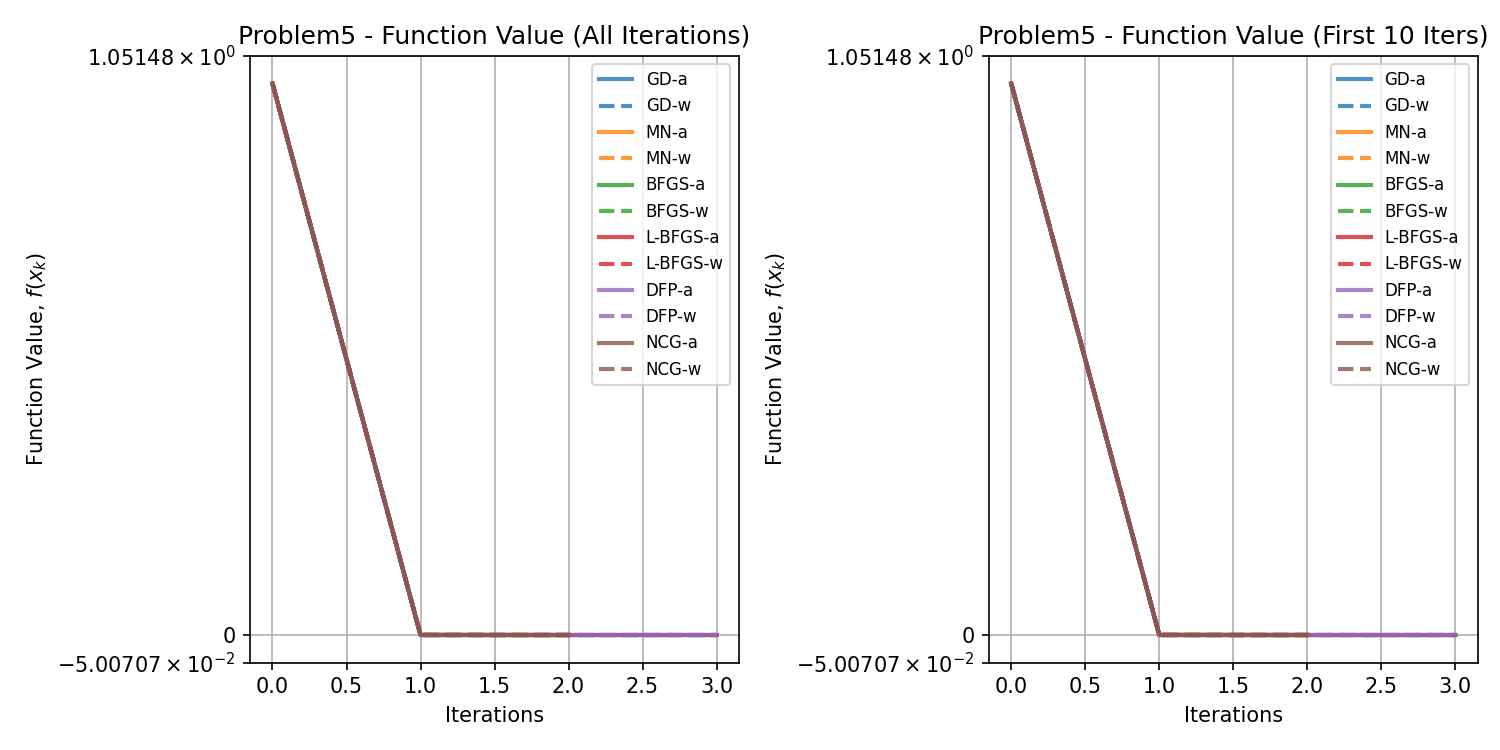 Problem5 - Function Value (All Iterations)
1.05148 × 10^0
0
−5.00707 × 10^−2
Function Value, f(x_k)
0.0 0.5 1.0 1.5 2.0 2.5 3.0
Iterations
GD-a
GD-w
MN-a
MN-w
BFGS-a
BFGS-w
L-BFGS-a
L-BFGS-w
DFP-a
DFP-w
NCG-a
NCG-w
Problem5 - Function Value (First 10 Iters)
1.05148 × 10^0
0
−5.00707 × 10^−2
Function Value, f(x_k)
0.0 0.5 1.0 1.5 2.0 2.5 3.0
Iterations
GD-a
GD-w
MN-a
MN-w
BFGS-a
BFGS-w
L-BFGS-a
L-BFGS-w
DFP-a
DFP-w
NCG-a
NCG-w